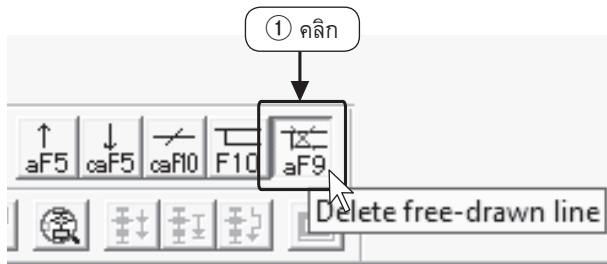 ① คลิก
↑ ↓
aF5 caF5 caf10 F10 aF9
Delete free-drawn line